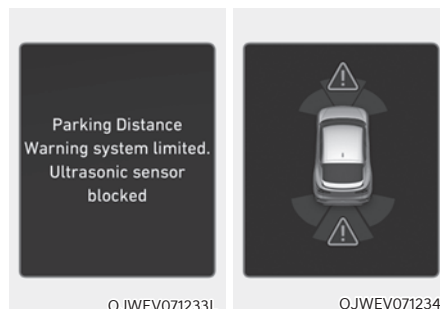 Parking Distance
Warning system limited.
Ultrasonic sensor
blocked
OJWEV071233L
OJWEV071234